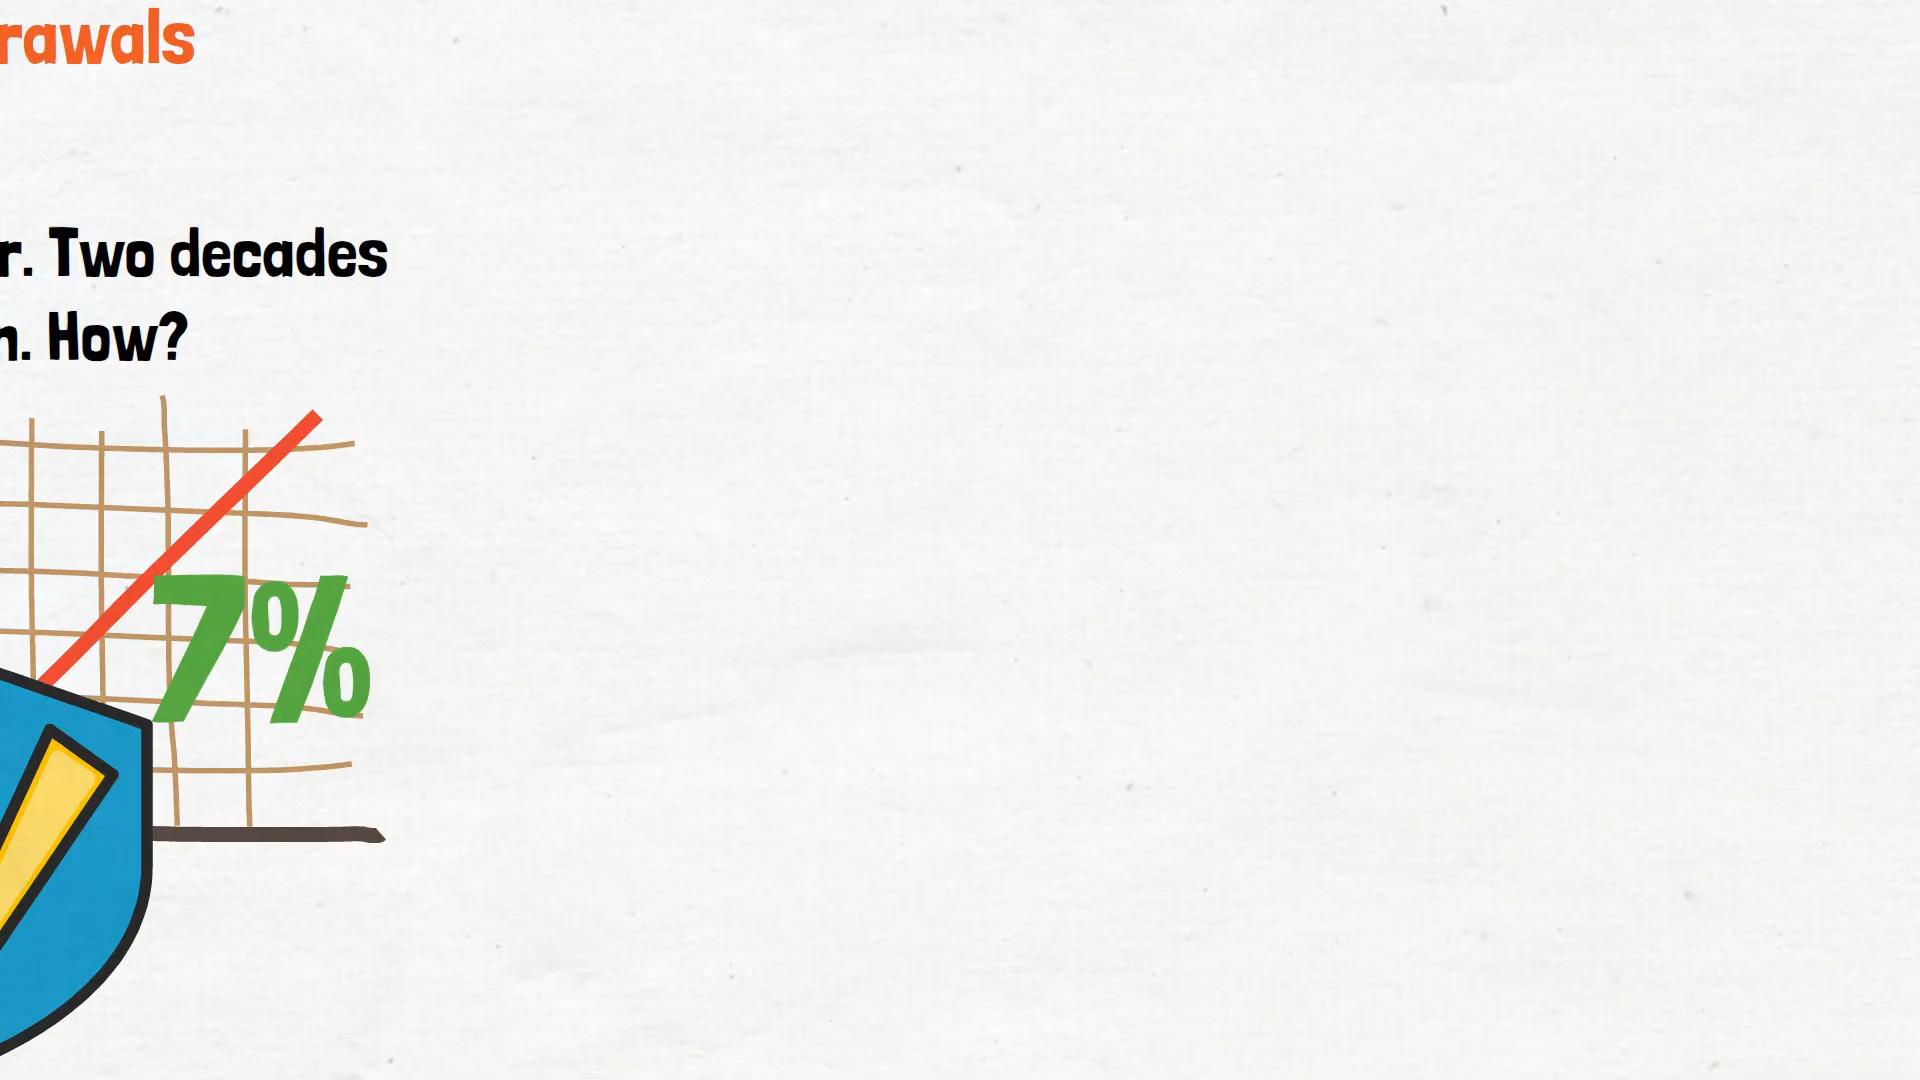 rawals
r. Two decades
n. How?
7%